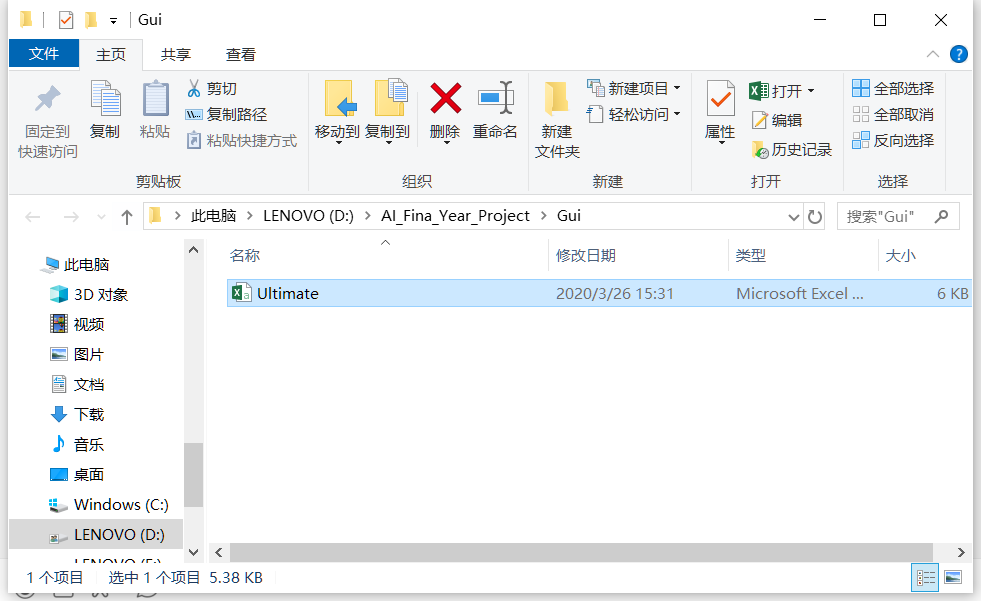 Gui
文件 主页 共享 查看
固定到快速访问
复制
粘贴
剪切
复制路径
粘贴快捷方式
移动到
复制到
删除
重命名
新建文件夹
新建项目
轻松访问
属性
打开
编辑
历史记录
全部选择
全部取消
反向选择
剪贴板 组织 新建 打开 选择
此电脑 LENOVO (D:) AI_Fina_Year_Project Gui
搜索"Gui"
名称 修改日期 类型 大小
Ultimate 2020/3/26 15:31 Microsoft Excel ... 6 KB
此电脑
3D 对象
视频
图片
文档
下载
音乐
桌面
Windows (C:)
LENOVO (D:)
1 个项目 选中 1 个项目 5.38 KB